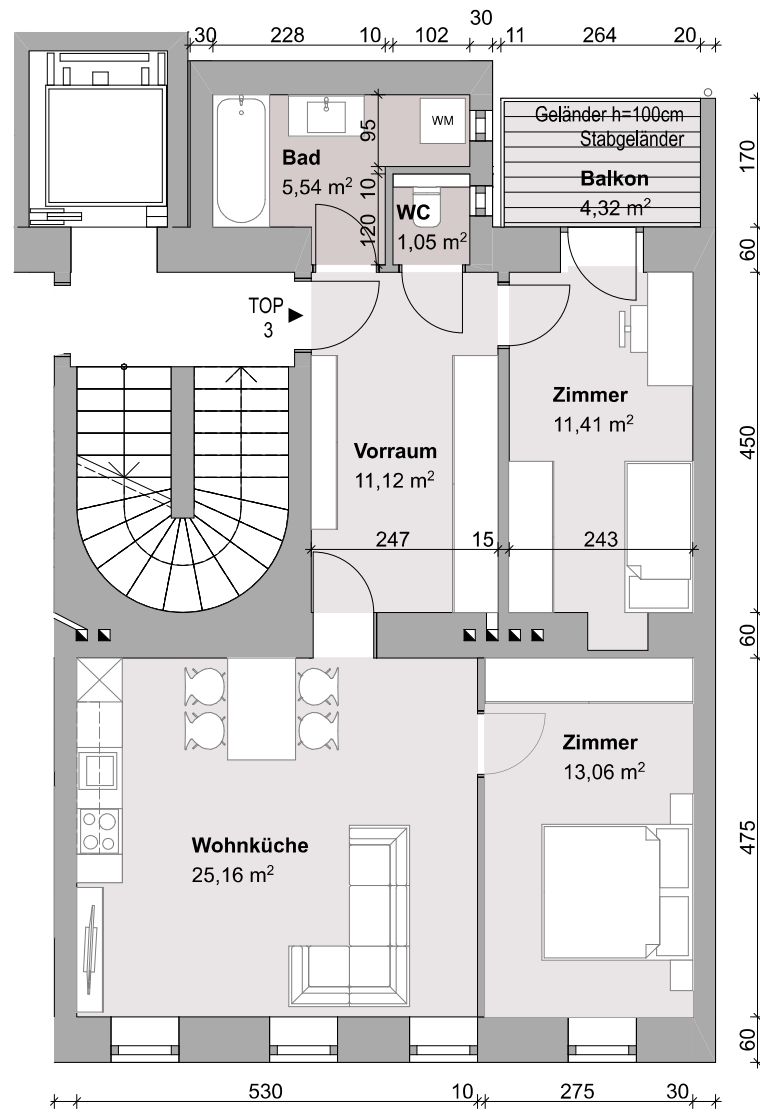 30
30 228 10 102 11 264 20
Geländer h=100cm
Stabgeländer
95
WM
Bad
5,54 m²
170
Balkon
4,32 m²
10
WC
1,05 m²
120
60
TOP
3
Zimmer
11,41 m²
450
Vorraum
11,12 m²
247 15 243
60
Zimmer
13,06 m²
Wohnküche
25,16 m²
475
60
530 10 275 30